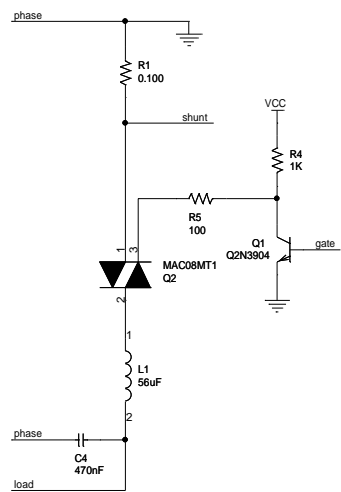 phase
R1
0.100
shunt
VCC
R4
1K
R5
100
Q1
Q2N3904
gate
1
3
MAC08MT1
Q2
2
1
L1
56uF
2
phase
C4
470nF
load